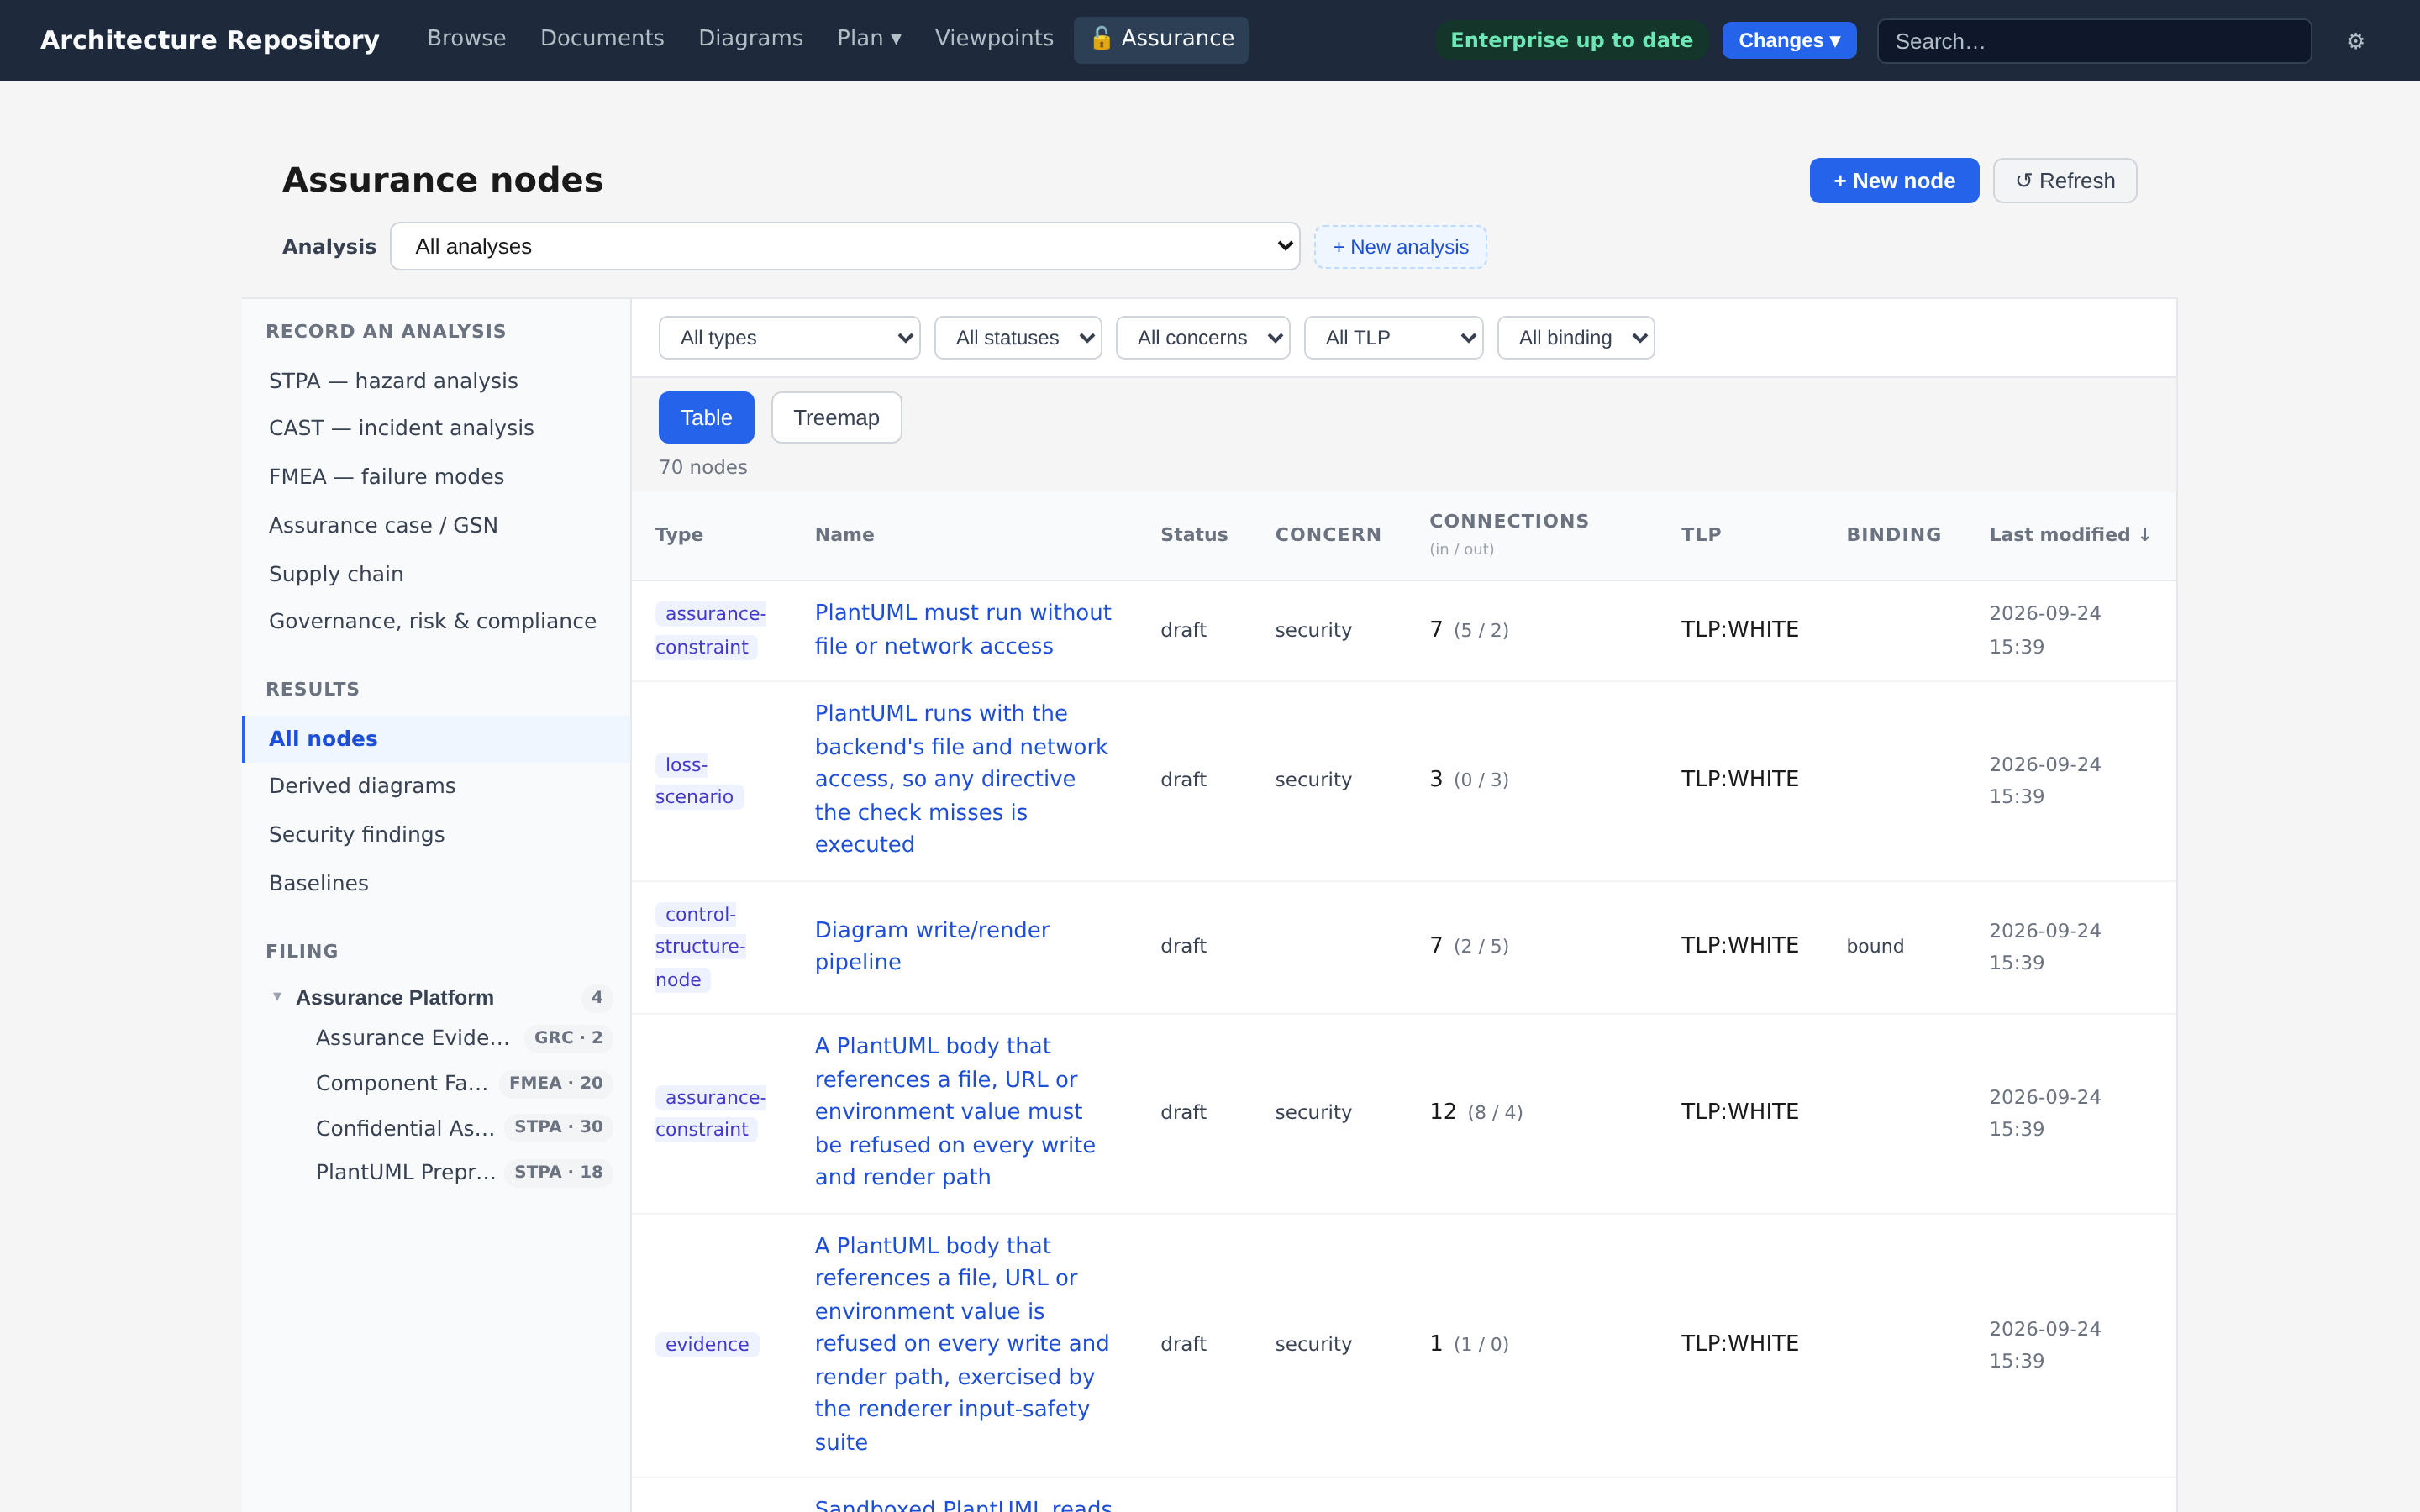 Architecture Repository
Browse
Documents
Diagrams
Plan ▾
Viewpoints
🔓 Assurance
Enterprise up to date
Changes ▾
Search…
⚙
Assurance nodes
+ New node
↺ Refresh
Analysis
All analyses
+ New analysis
RECORD AN ANALYSIS
STPA — hazard analysis
CAST — incident analysis
FMEA — failure modes
Assurance case / GSN
Supply chain
Governance, risk & compliance
RESULTS
All nodes
Derived diagrams
Security findings
Baselines
FILING
▼ Assurance Platform 4
Assurance Evide… GRC · 2
Component Fa… FMEA · 20
Confidential As… STPA · 30
PlantUML Prepr… STPA · 18
All types
All statuses
All concerns
All TLP
All binding
Table
Treemap
70 nodes
Type
Name
Status
CONCERN
CONNECTIONS
(in / out)
TLP
BINDING
Last modified ↓
assurance-
constraint
PlantUML must run without
file or network access
draft
security
7 (5 / 2)
TLP:WHITE
2026-09-24
15:39
loss-
scenario
PlantUML runs with the
backend's file and network
access, so any directive
the check misses is
executed
draft
security
3 (0 / 3)
TLP:WHITE
2026-09-24
15:39
control-
structure-
node
Diagram write/render
pipeline
draft
7 (2 / 5)
TLP:WHITE
bound
2026-09-24
15:39
assurance-
constraint
A PlantUML body that
references a file, URL or
environment value must
be refused on every write
and render path
draft
security
12 (8 / 4)
TLP:WHITE
2026-09-24
15:39
evidence
A PlantUML body that
references a file, URL or
environment value is
refused on every write and
render path, exercised by
the renderer input-safety
suite
draft
security
1 (1 / 0)
TLP:WHITE
2026-09-24
15:39
Sandboxed PlantUML reads